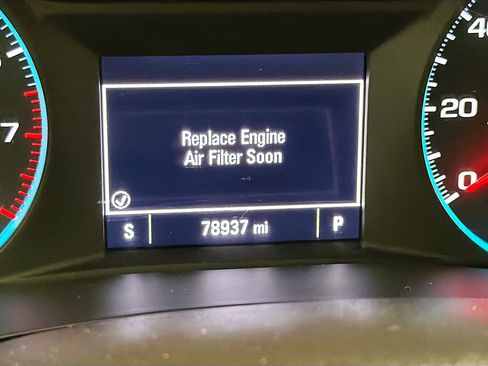 Replace Engine
Air Filter Soon
S 78937 mi P
7
40
20
0